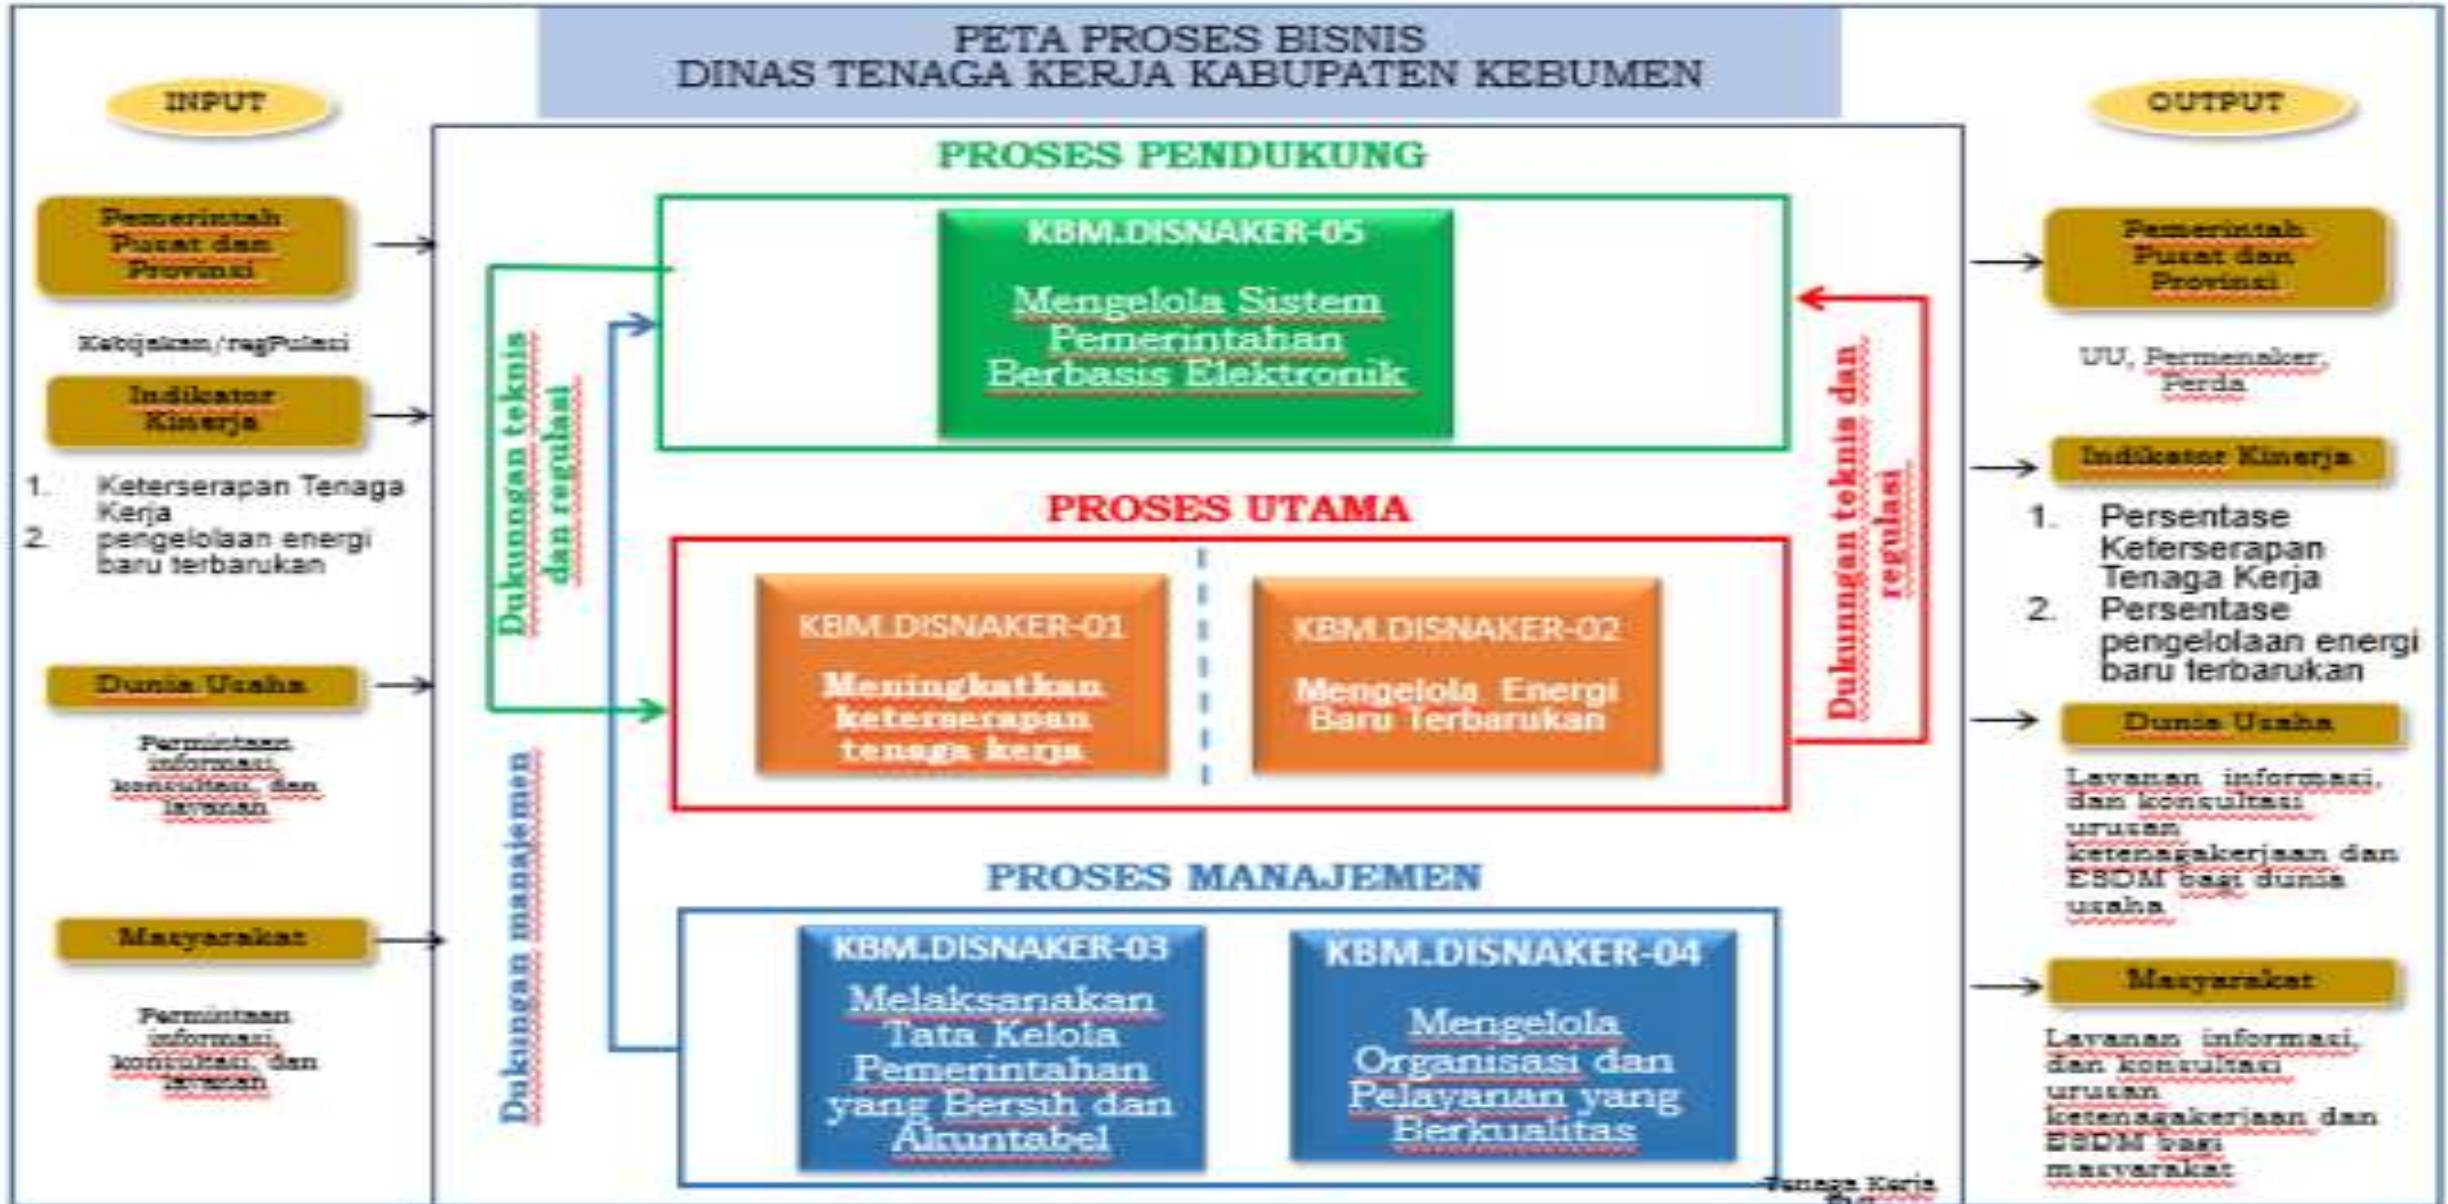 PETA PROSES BISNIS
DINAS TENAGA KERJA KABUPATEN KEBUMEN
INPUT
Pemerintah
Pusat dan
Provinsi
Kebijakan/regPulasi
Indikator
Kinerja
1. Keterserapan Tenaga
Kerja
2. pengelolaan energi
baru terbarukan
Dunia Usaha
Permintaan
informasi,
konsultasi, dan
layanan
Masyarakat
Permintaan
informasi,
konsultasi, dan
layanan
PROSES PENDUKUNG
KBM.DISNAKER-05
Mengelola Sistem
Pemerintahan
Berbasis Elektronik
Dukungan teknis
dan regulasi
Dukungan manajemen
PROSES UTAMA
KBM.DISNAKER-01
Meningkatkan
keterserapan
tenaga kerja
KBM.DISNAKER-02
Mengelola Energi
Baru Terbarukan
Dukungan teknis dan
regulasi
PROSES MANAJEMEN
KBM.DISNAKER-03
Melaksanakan
Tata Kelola
Pemerintahan
yang Bersih dan
Akuntabel
KBM.DISNAKER-04
Mengelola
Organisasi dan
Pelayanan yang
Berkualitas
Tenaga Kerja
OUTPUT
Pemerintah
Pusat dan
Provinsi
UU, Permenaker,
Perda
Indikator Kinerja
1. Persentase
Keterserapan
Tenaga Kerja
2. Persentase
pengelolaan energi
baru terbarukan
Dunia Usaha
Layanan informasi,
dan konsultasi
urusan
ketenagakerjaan dan
ESDM bagi dunia
usaha
Masyarakat
Layanan informasi,
dan konsultasi
urusan
ketenagakerjaan dan
ESDM bagi
masyarakat